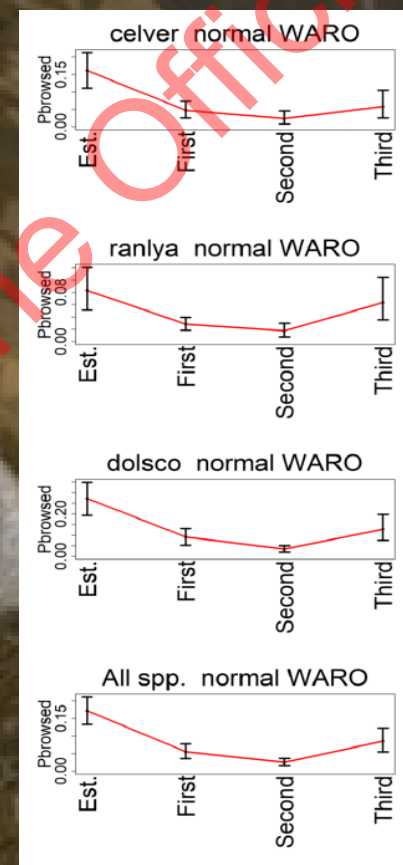 celver normal WARO
Pbrowsed
0.15
0.00
Est.
First
Second
Third
ranlya normal WARO
Pbrowsed
0.08
0.00
Est.
First
Second
Third
dolsco normal WARO
Pbrowsed
0.20
0.00
Est.
First
Second
Third
All spp. normal WARO
Pbrowsed
0.15
0.00
Est.
First
Second
Third